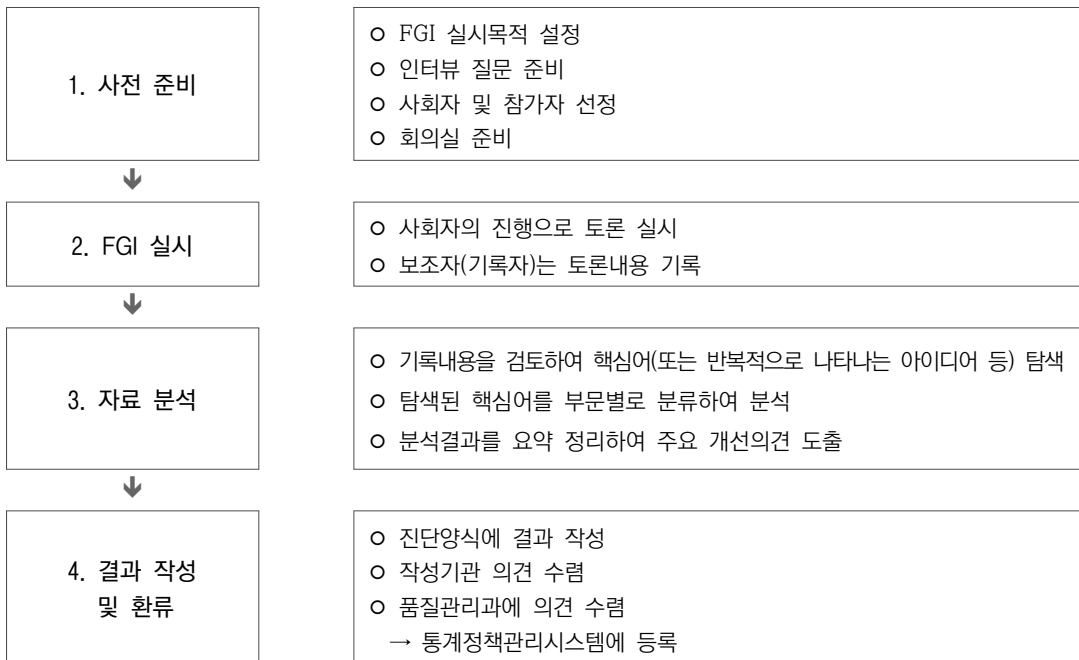 1. 사전 준비
○ FGI 실시목적 설정
○ 인터뷰 질문 준비
○ 사회자 및 참가자 선정
○ 회의실 준비
2. FGI 실시
○ 사회자의 진행으로 토론 실시
○ 보조자(기록자)는 토론내용 기록
3. 자료 분석
○ 기록내용을 검토하여 핵심어(또는 반복적으로 나타나는 아이디어 등) 탐색
○ 탐색된 핵심어를 부문별로 분류하여 분석
○ 분석결과를 요약 정리하여 주요 개선의견 도출
4. 결과 작성
및 환류
○ 진단양식에 결과 작성
○ 작성기관 의견 수렴
○ 품질관리과에 의견 수렴
→ 통계정책관리시스템에 등록